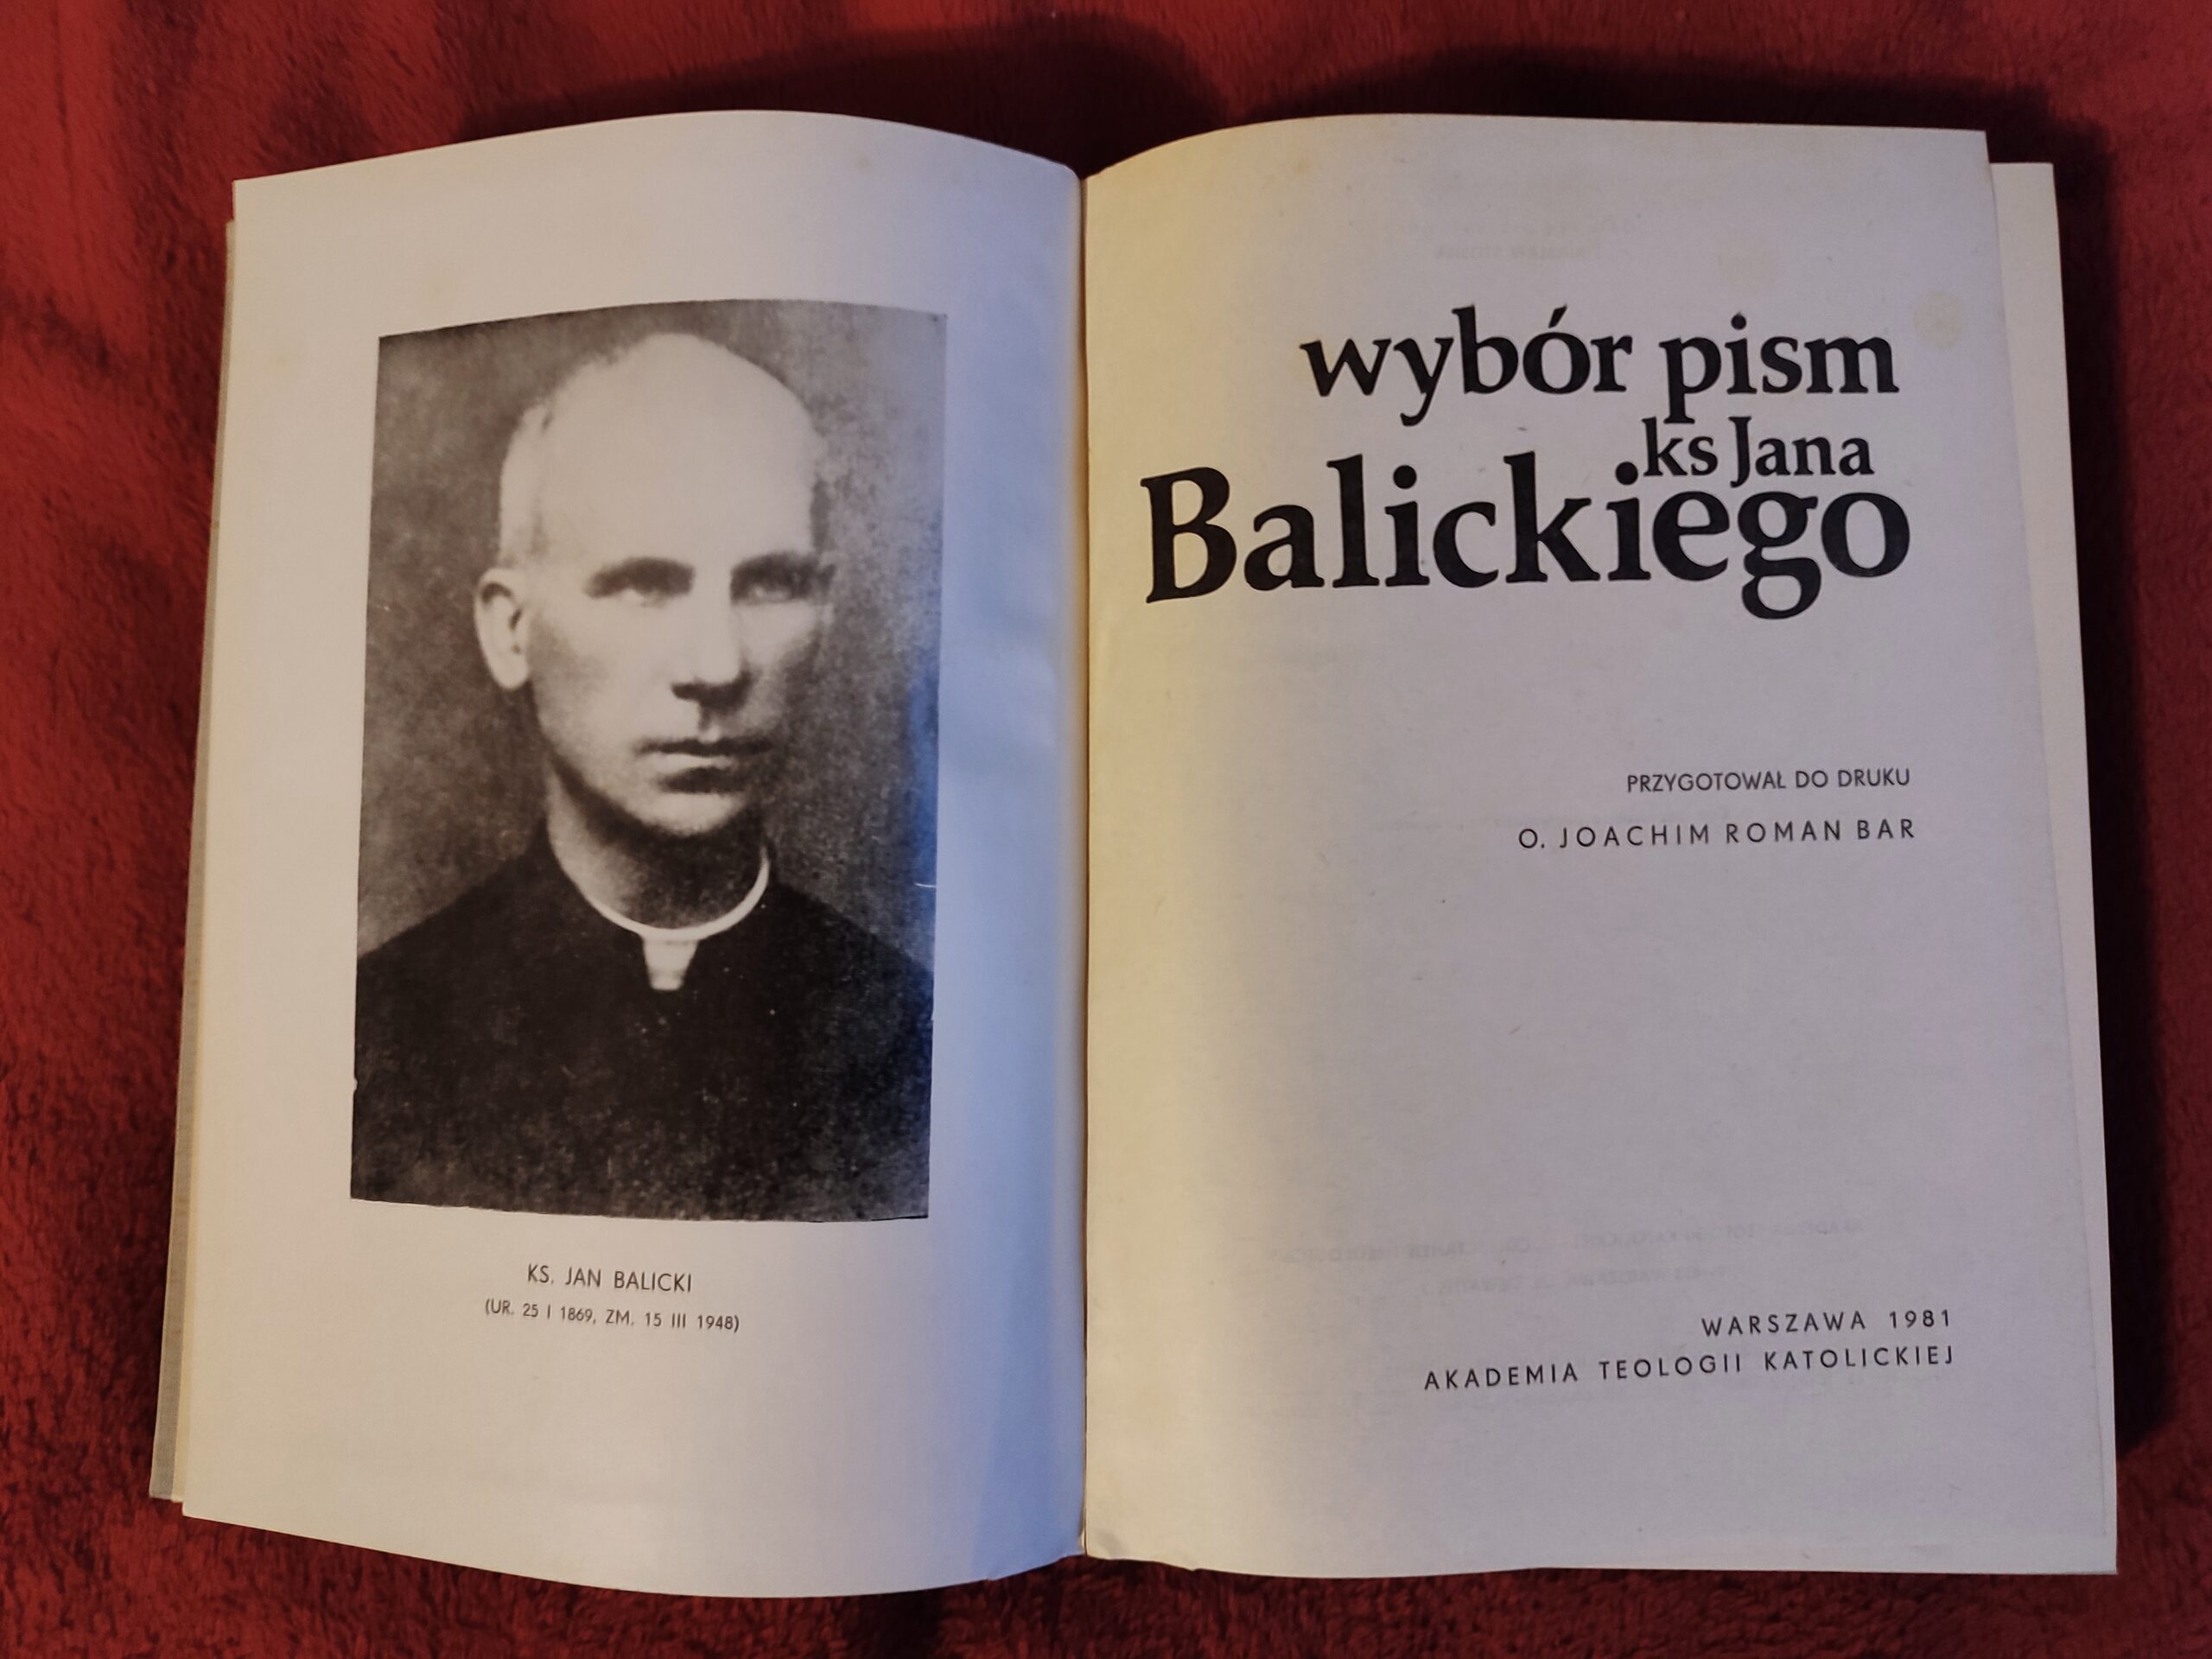 KS. JAN BALICKI
(UR. 25 I 1869, ZM. 15 III 1948)
wybór pism
ks Jana
Balickiego
PRZYGOTOWAŁ DO DRUKU
O. JOACHIM ROMAN BAR
WARSZAWA 1981
AKADEMIA TEOLOGII KATOLICKIEJ